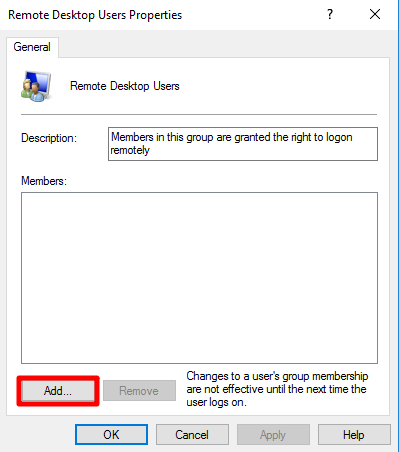 Remote Desktop Users Properties
General
Remote Desktop Users
Description:
Members in this group are granted the right to logon
remotely
Members:
Add...
Remove
Changes to a user's group membership
are not effective until the next time the
user logs on.
OK
Cancel
Apply
Help